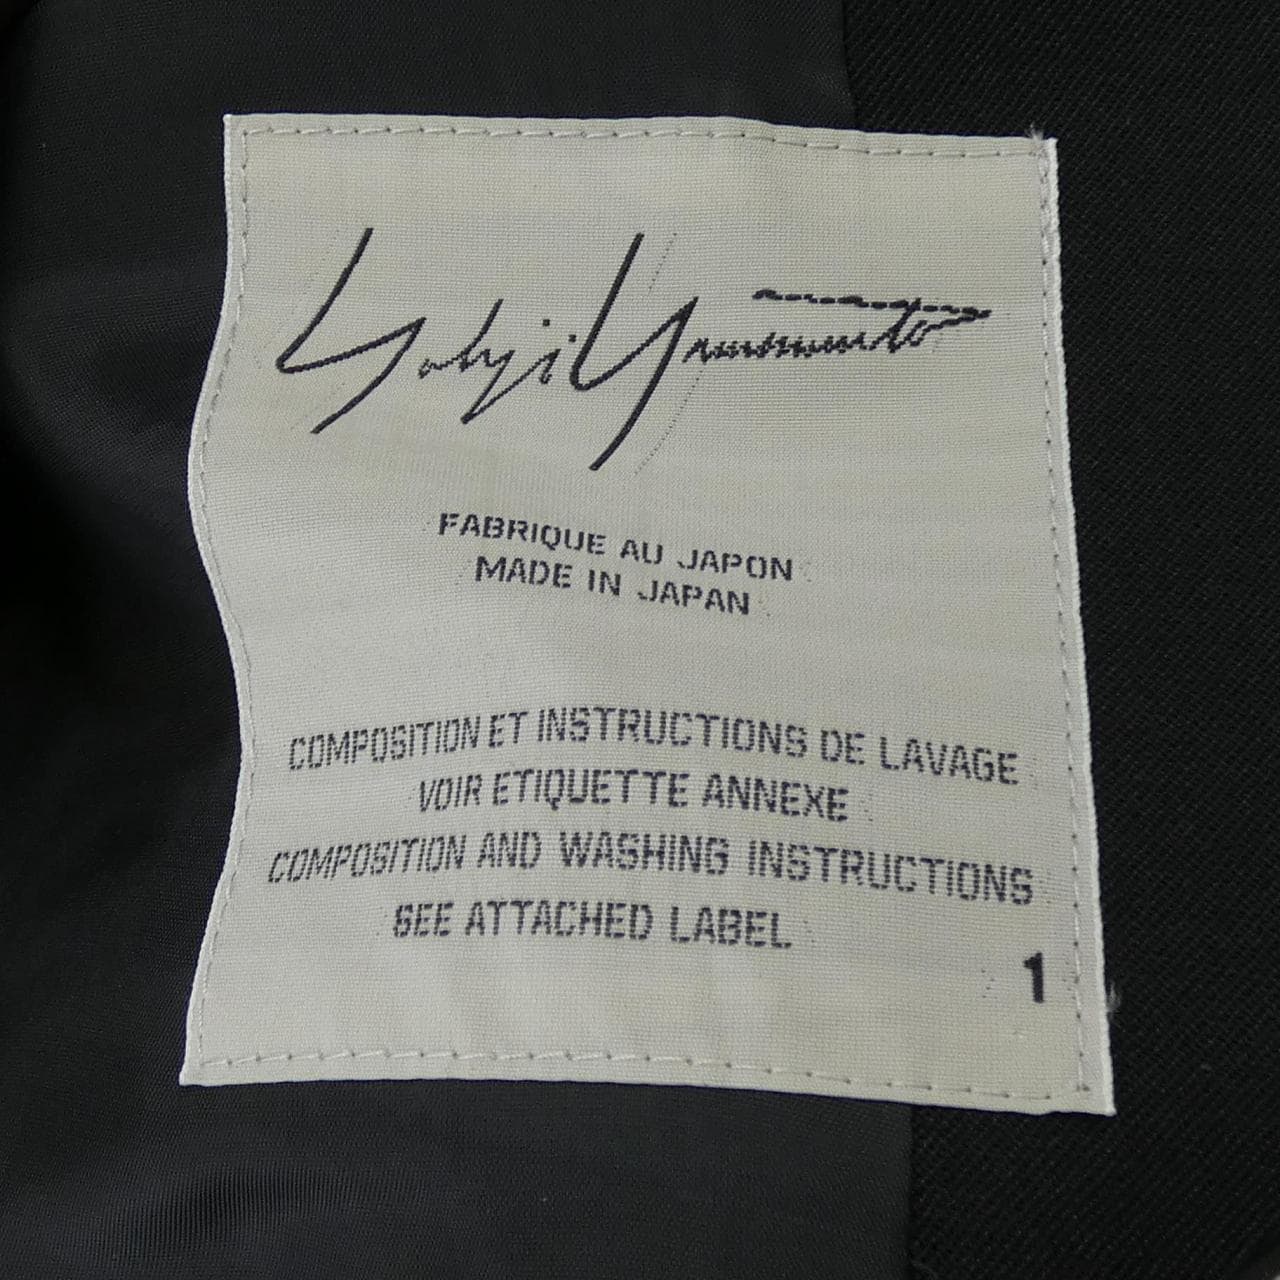 Yohji Yamamoto
FABRIQUE AU JAPON
MADE IN JAPAN
COMPOSITION ET INSTRUCTIONS DE LAVAGE
VOIR ETIQUETTE ANNEXE
COMPOSITION AND WASHING INSTRUCTIONS
SEE ATTACHED LABEL
1